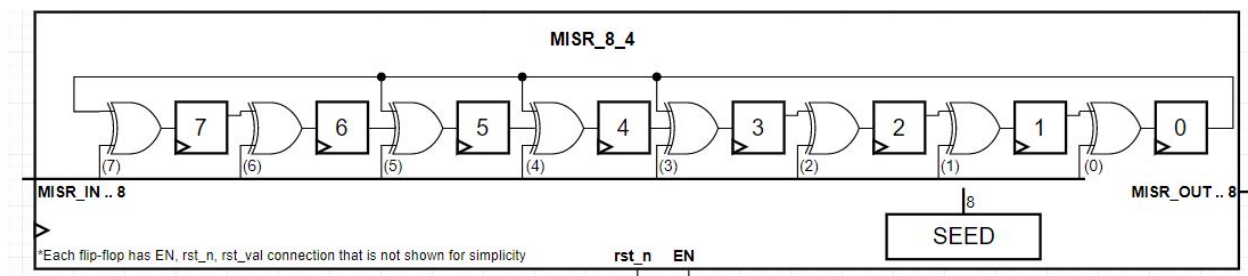 MISR_8_4
7 6 5 4 3 2 1 0
(7) (6) (5) (4) (3) (2) (1) (0)
MISR_IN .. 8
MISR_OUT .. 8
8
SEED
*Each flip-flop has EN, rst_n, rst_val connection that is not shown for simplicity
rst_n EN